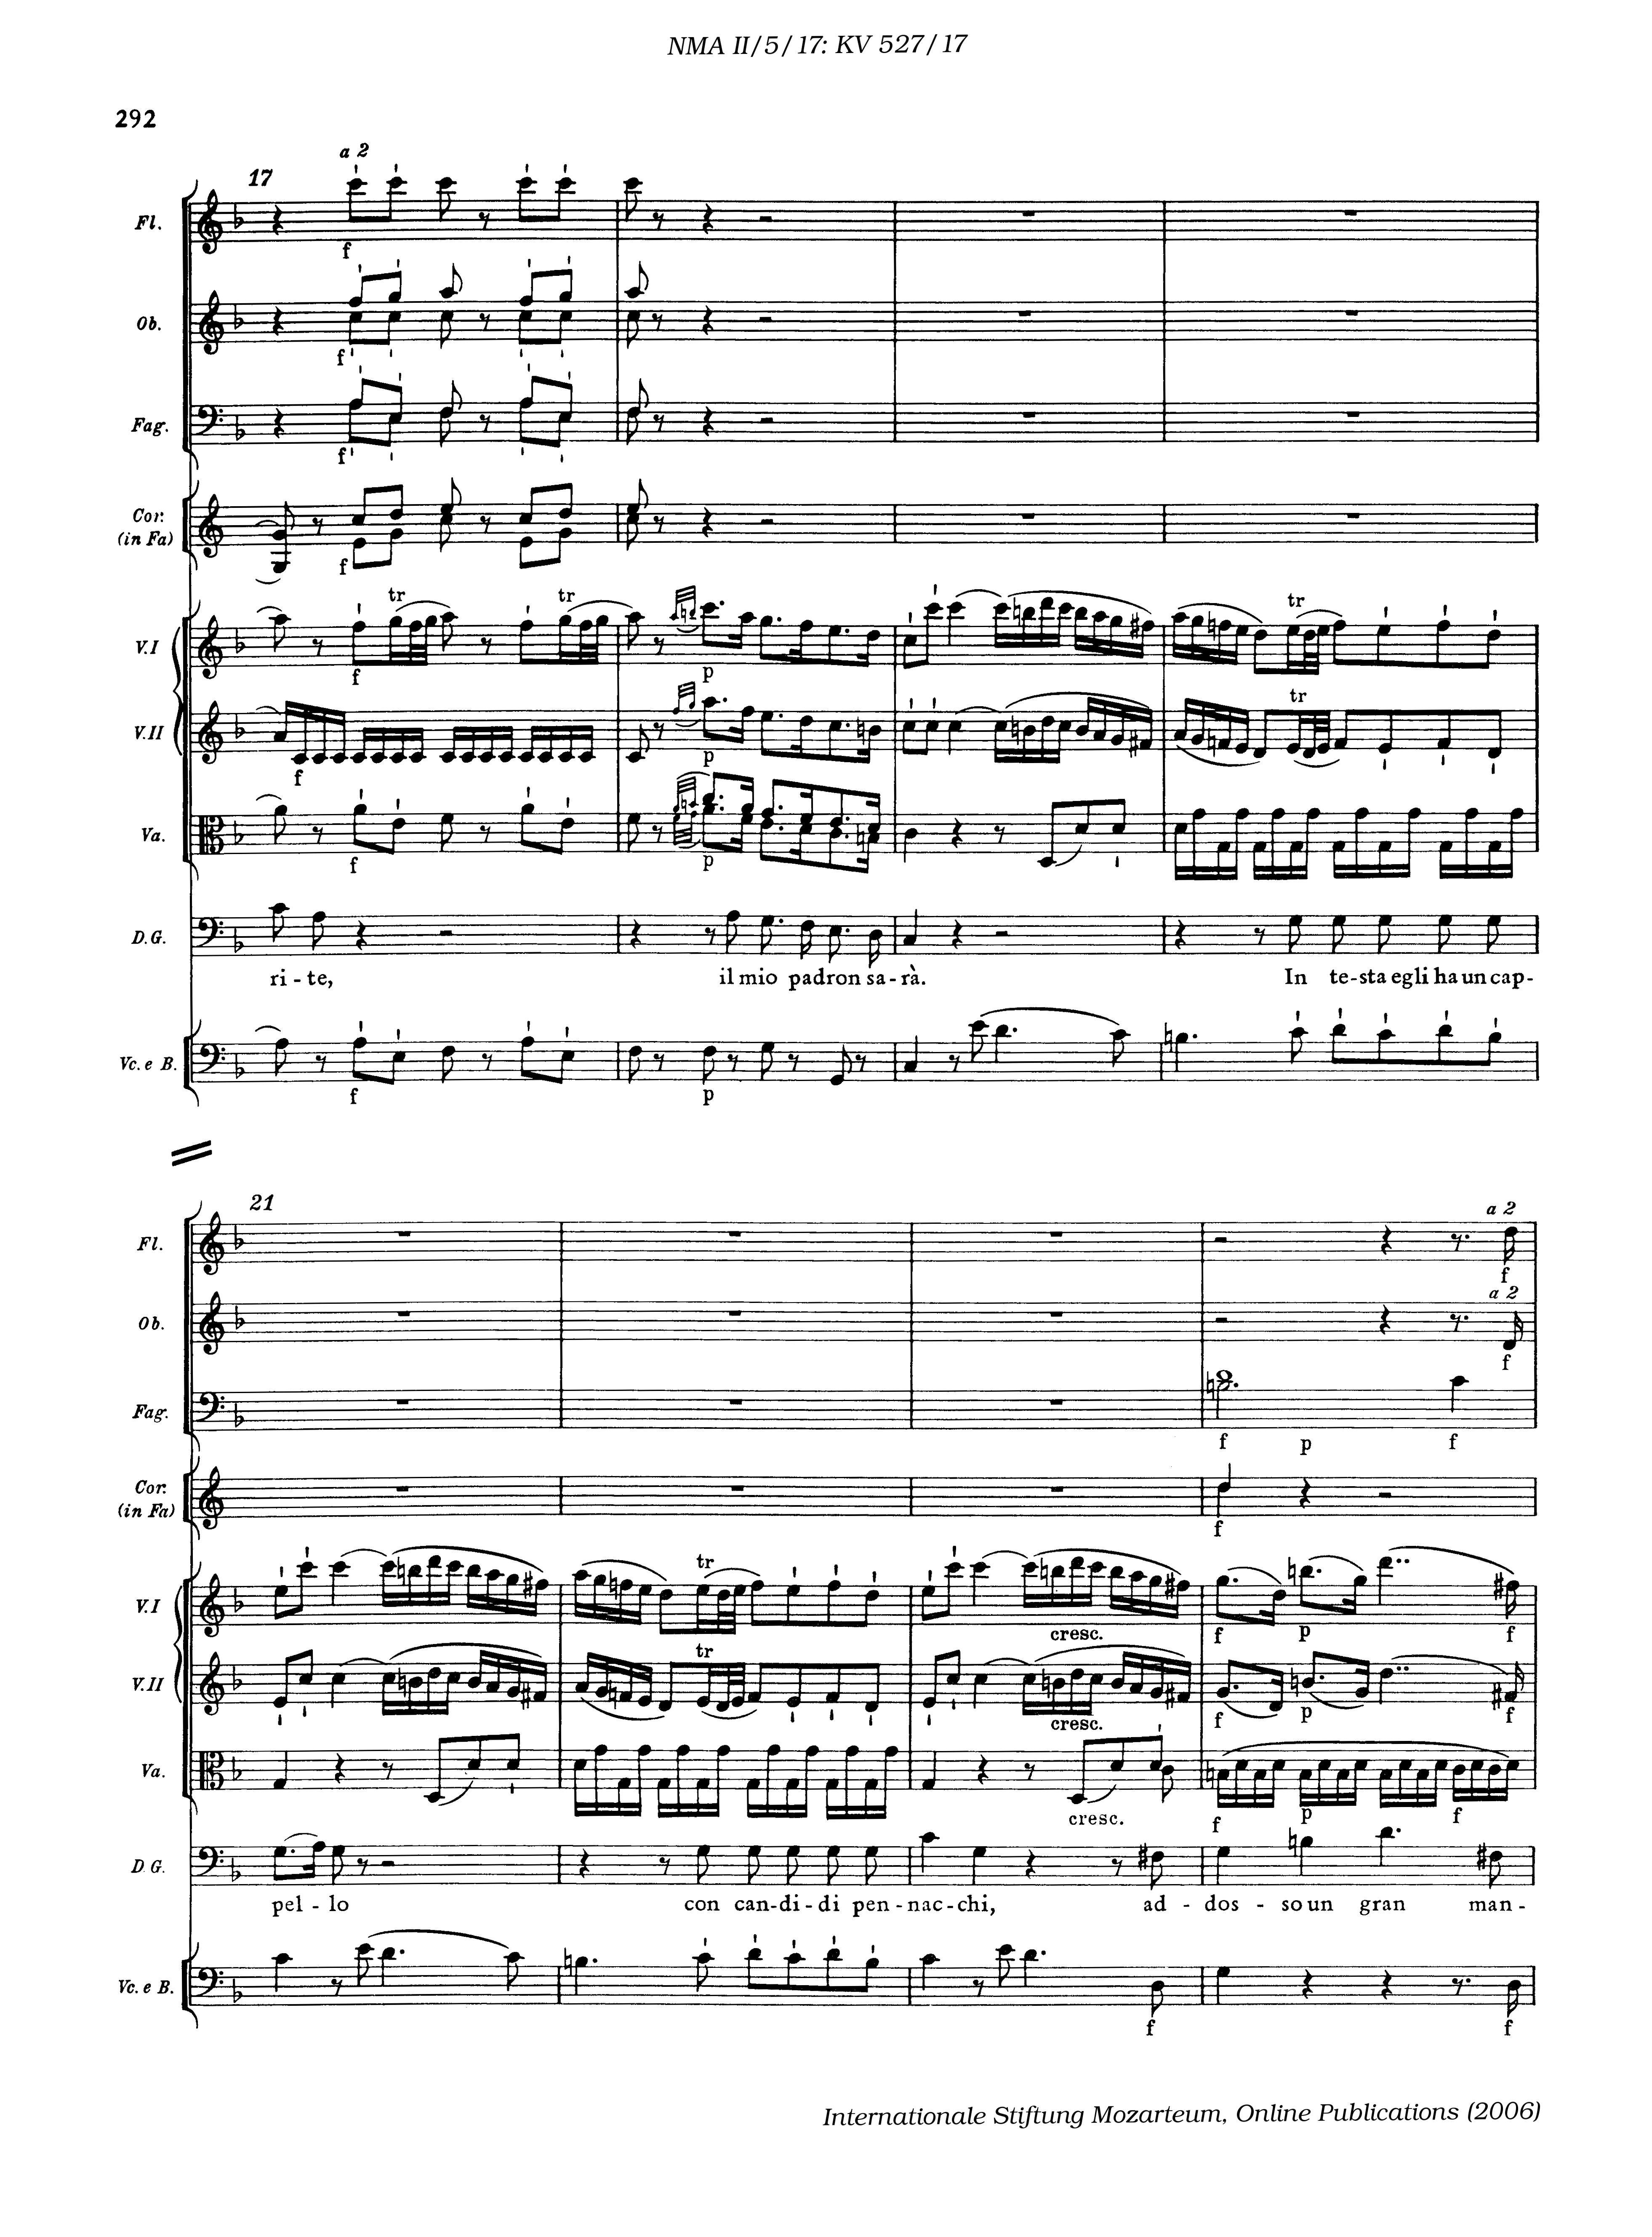 NMA II/5/17: KV 527/17
292
a 2
17
Fl.
f
Ob.
f
Fag.
f
Cor.
(in Fa)
f
tr tr tr
V.I
f p
tr
V.II
f p
Va.
f p
D.G.
ri - te, il mio padron sa - rà. In te-sta egli ha un cap-
Vc. e B.
f p
21
a 2
Fl.
f
a 2
Ob.
f
Fag.
f p f
Cor.
(in Fa)
f
tr
V.I
cresc. f p f
tr
V.II
cresc. f p f
Va.
cresc. f p f
D.G.
pel - lo con can-di-di pen-nac-chi, ad - dos - so un gran man-
Vc. e B.
f f
Internationale Stiftung Mozarteum, Online Publications (2006)